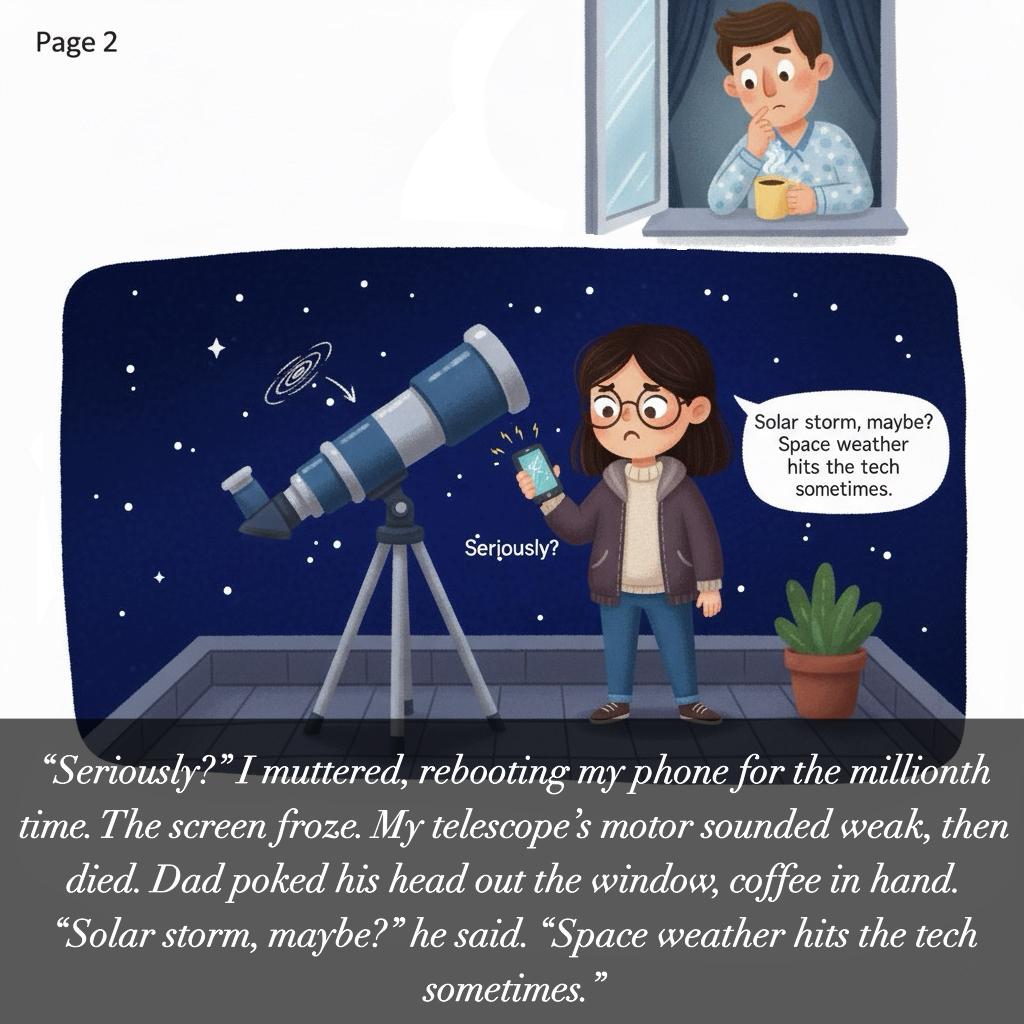 Page 2
Solar storm, maybe?
Space weather
hits the tech
sometimes.
Seriously?
“Seriously?” I muttered, rebooting my phone for the millionth
time. The screen froze. My telescope’s motor sounded weak, then
died. Dad poked his head out the window, coffee in hand.
“Solar storm, maybe?” he said. “Space weather hits the tech
sometimes.”